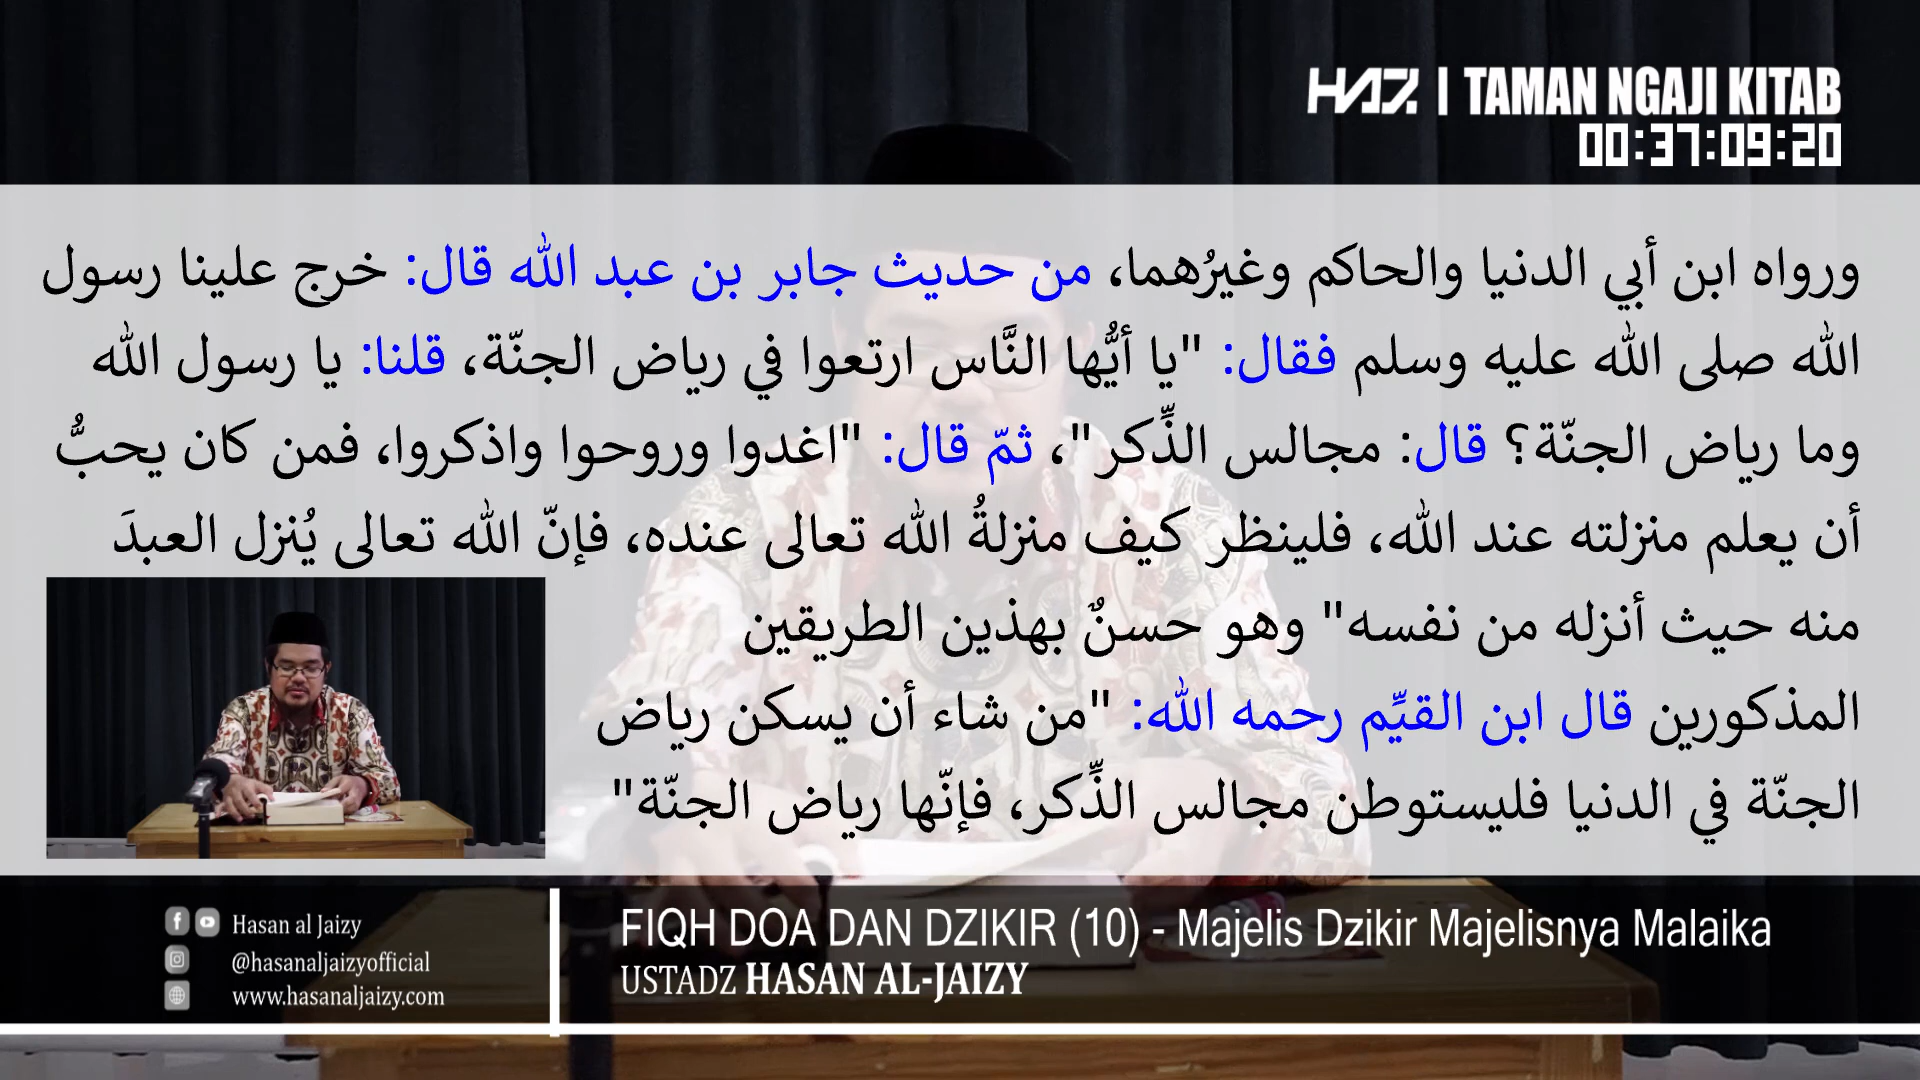 HAZ | TAMAN NGAJI KITAB
00:37:09:20
ورواه ابن أبي الدنيا والحاكم وغيرُهما، من حديث جابر بن عبد الله قال: خرج علينا رسول
الله صلى الله عليه وسلم فقال: "يا أيُّها النَّاس ارتعوا في رياض الجنّة، قلنا: يا رسول الله
وما رياض الجنّة؟ قال: مجالس الذِّكر"، ثمّ قال: "اغدوا وروحوا واذكروا، فمن كان يحبُّ
أن يعلم منزلته عند الله، فلينظر كيف منزلةُ الله تعالى عنده، فإنّ الله تعالى يُنزل العبدَ
منه حيث أنزله من نفسه" وهو حسنٌ بهذين الطريقين
المذكورين قال ابن القيِّم رحمه الله: "من شاء أن يسكن رياض
الجنّة في الدنيا فليستوطن مجالس الذِّكر، فإنّها رياض الجنّة"
Hasan al Jaizy
@hasanaljaizyofficial
www.hasanaljaizy.com
FIQH DOA DAN DZIKIR (10) - Majelis Dzikir Majelisnya Malaika
USTADZ HASAN AL-JAIZY